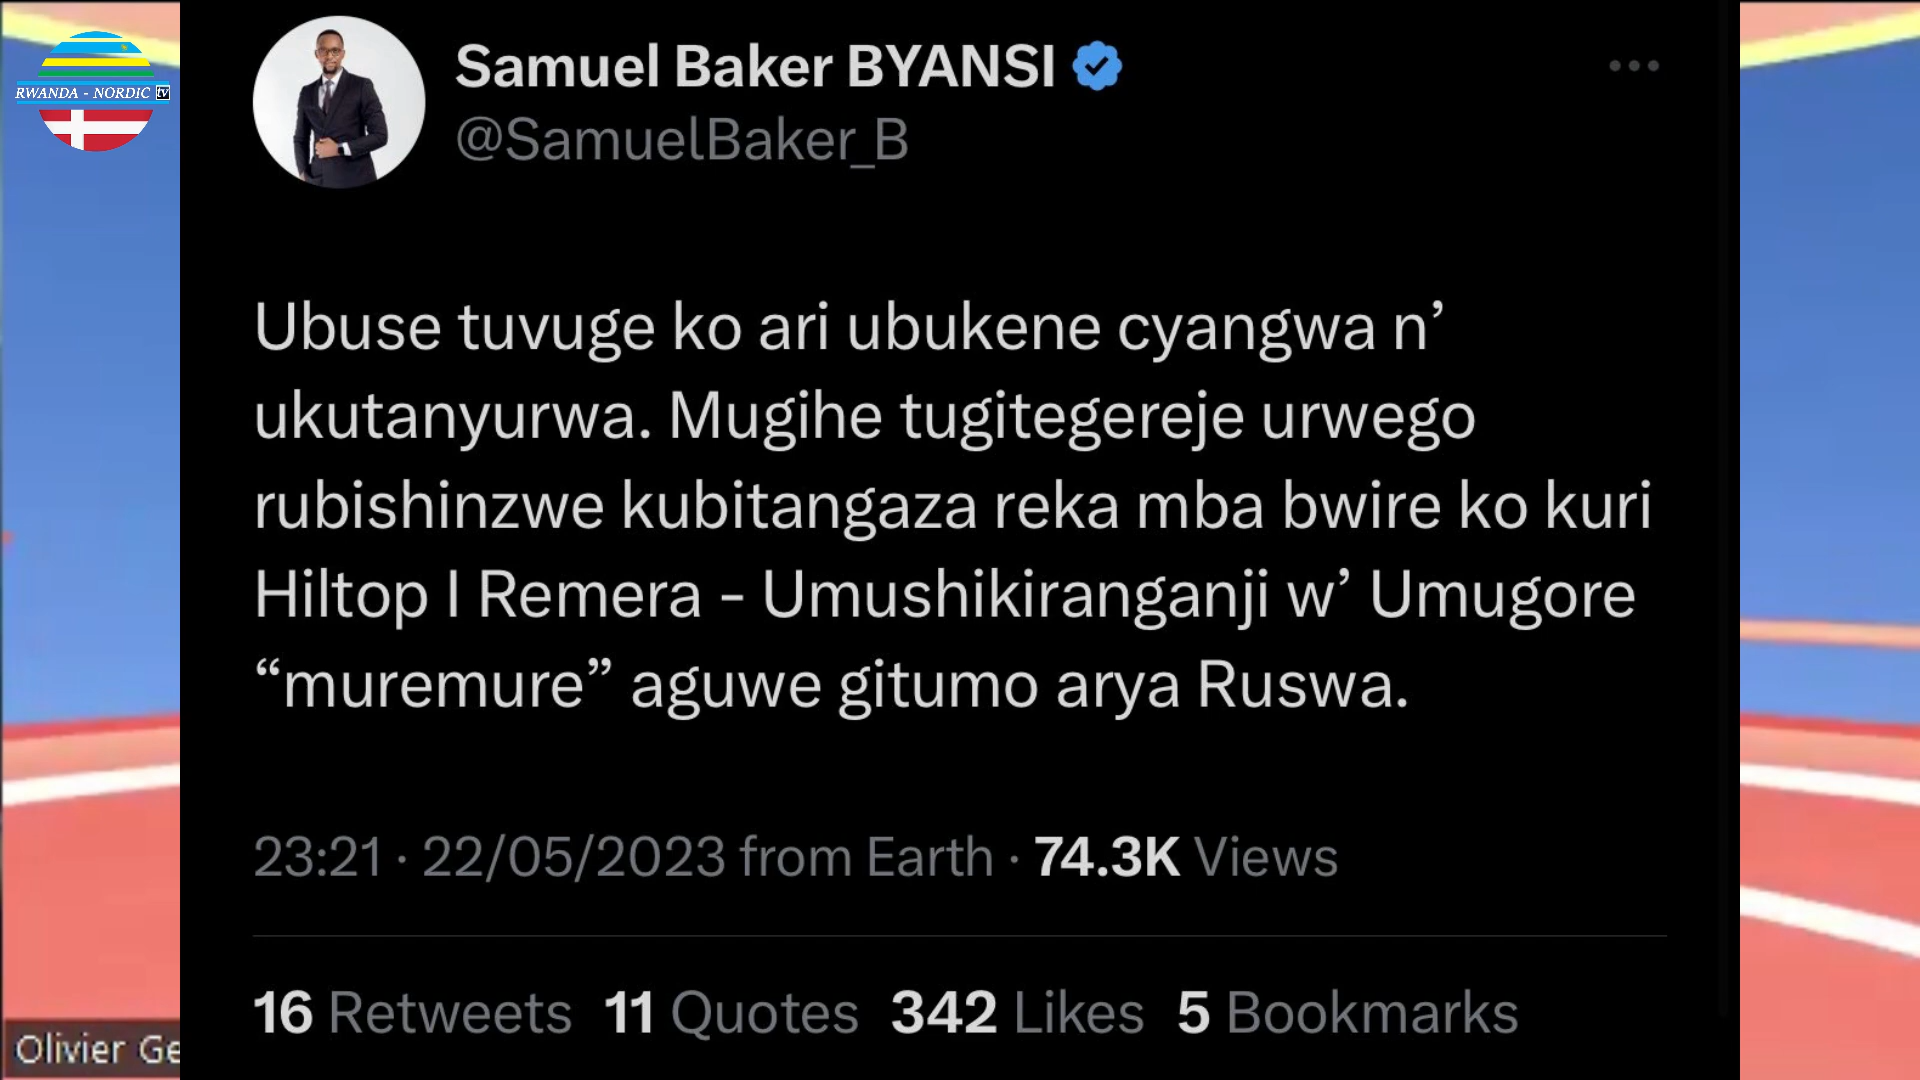 RWANDA - NORDIC tv
Samuel Baker BYANSI
@SamuelBaker_B
Ubuse tuvuge ko ari ubukene cyangwa n’
ukutanyurwa. Mugihe tugitegereje urwego
rubishinzwe kubitangaza reka mba bwire ko kuri
Hiltop I Remera - Umushikiranganji w’ Umugore
“muremure” aguwe gitumo arya Ruswa.
23:21 · 22/05/2023 from Earth · 74.3K Views
16 Retweets 11 Quotes 342 Likes 5 Bookmarks
Olivier Ge